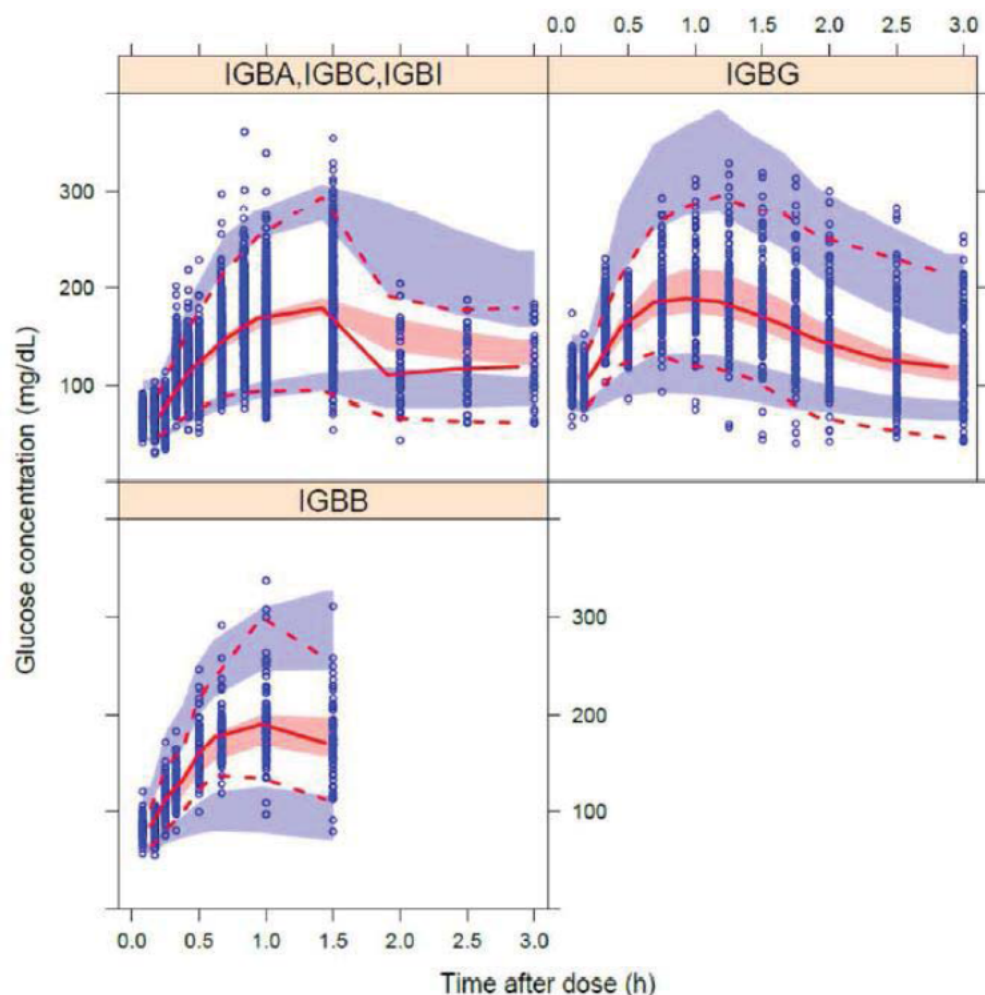 0.0 0.5 1.0 1.5 2.0 2.5 3.0
IGBA,IGBC,IGBI
IGBG
300
200
100
IGBB
300
200
100
0.0 0.5 1.0 1.5 2.0 2.5 3.0
Glucose concentration (mg/dL)
Time after dose (h)